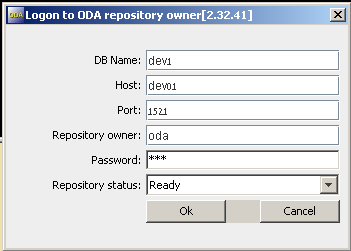 ODA Logon to ODA repository owner[2.32.41]
DB Name: dev1
Host: dev01
Port: 1521
Repository owner: oda
Password: ***
Repository status: Ready
Ok Cancel